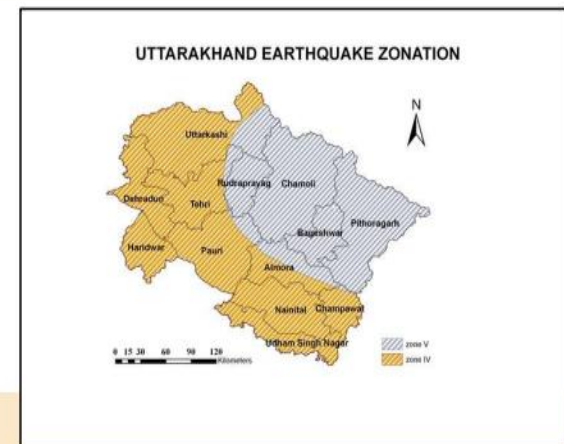 UTTARAKHAND EARTHQUAKE ZONATION
N
Uttarkashi
Rudraprayag
Chamoli
Dehradun
Tehri
Bageshwar
Pithoragarh
Haridwar
Pauri
Almora
Nainital
Champawat
Udham Singh Nagar
0 15 30 60 90 120
Kilometers
zone V
zone IV